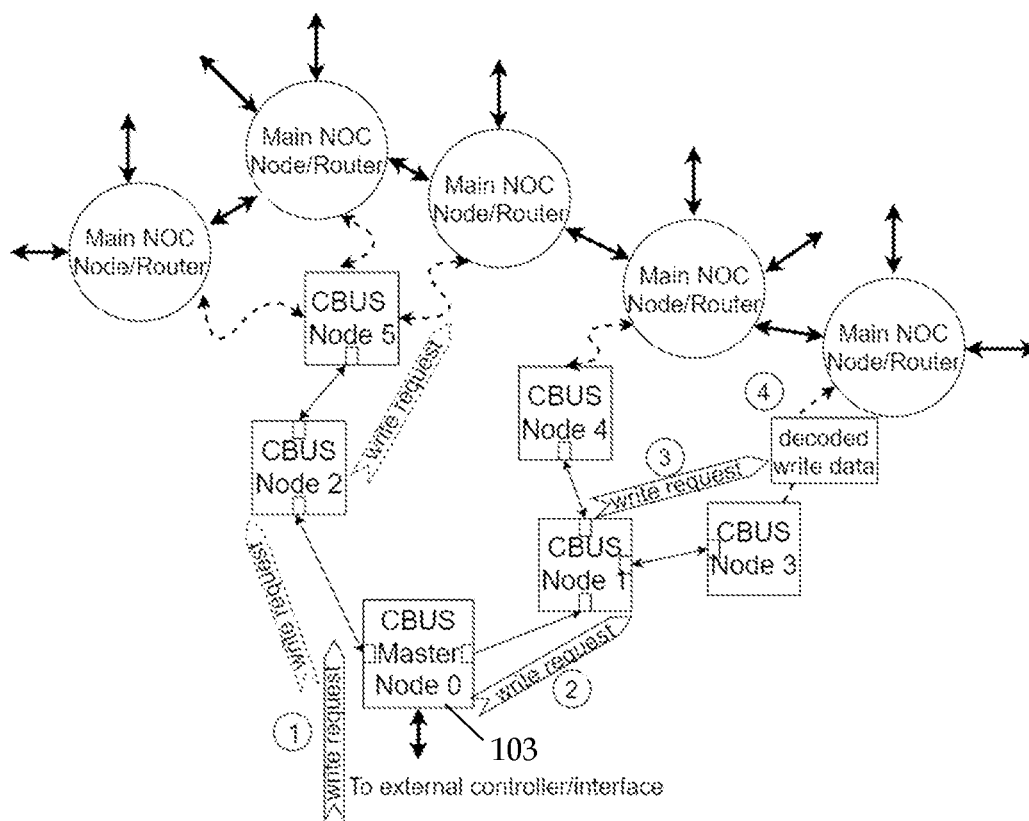 Main NOC
Node/Router
Main NOC
Node/Router
Main NOC
Node/Router
Main NOC
Node/Router
Main NOC
Node/Router
CBUS
Node 5
write request
CBUS
Node 4
4
decoded
write data
CBUS
Node 2
3
write request
CBUS
Node 1
CBUS
Node 3
write request
CBUS
Master
Node 0
write request
2
1
write request
103
To external controller/interface